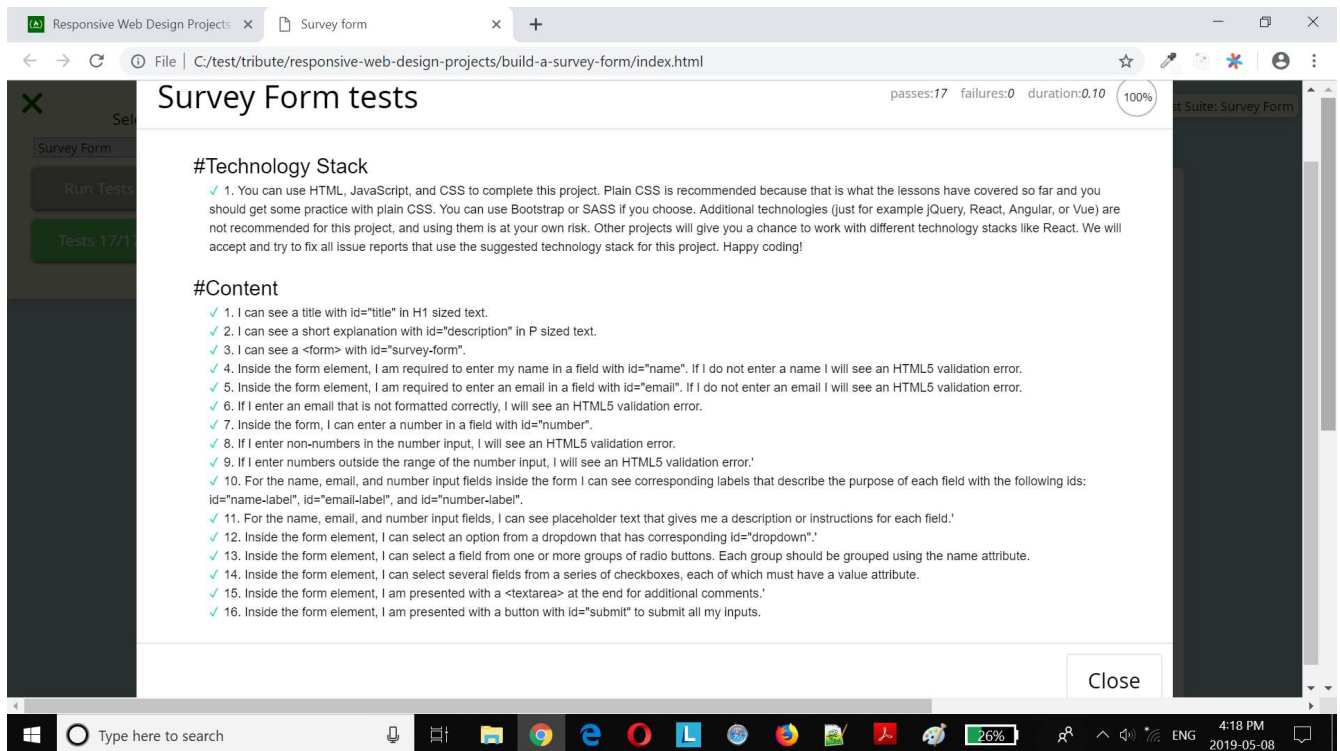 Responsive Web Design Projects
Survey form
File | C:/test/tribute/responsive-web-design-projects/build-a-survey-form/index.html
Survey Form tests
passes:17 failures:0 duration:0.10 100%
st Suite: Survey Form
Sele
Survey Form
Run Tests
Tests 17/17
#Technology Stack
✓ 1. You can use HTML, JavaScript, and CSS to complete this project. Plain CSS is recommended because that is what the lessons have covered so far and you
should get some practice with plain CSS. You can use Bootstrap or SASS if you choose. Additional technologies (just for example jQuery, React, Angular, or Vue) are
not recommended for this project, and using them is at your own risk. Other projects will give you a chance to work with different technology stacks like React. We will
accept and try to fix all issue reports that use the suggested technology stack for this project. Happy coding!
#Content
✓ 1. I can see a title with id="title" in H1 sized text.
✓ 2. I can see a short explanation with id="description" in P sized text.
✓ 3. I can see a <form> with id="survey-form".
✓ 4. Inside the form element, I am required to enter my name in a field with id="name". If I do not enter a name I will see an HTML5 validation error.
✓ 5. Inside the form element, I am required to enter an email in a field with id="email". If I do not enter an email I will see an HTML5 validation error.
✓ 6. If I enter an email that is not formatted correctly, I will see an HTML5 validation error.
✓ 7. Inside the form, I can enter a number in a field with id="number".
✓ 8. If I enter non-numbers in the number input, I will see an HTML5 validation error.
✓ 9. If I enter numbers outside the range of the number input, I will see an HTML5 validation error.'
✓ 10. For the name, email, and number input fields inside the form I can see corresponding labels that describe the purpose of each field with the following ids:
id="name-label", id="email-label", and id="number-label".
✓ 11. For the name, email, and number input fields, I can see placeholder text that gives me a description or instructions for each field.'
✓ 12. Inside the form element, I can select an option from a dropdown that has corresponding id="dropdown".'
✓ 13. Inside the form element, I can select a field from one or more groups of radio buttons. Each group should be grouped using the name attribute.
✓ 14. Inside the form element, I can select several fields from a series of checkboxes, each of which must have a value attribute.
✓ 15. Inside the form element, I am presented with a <textarea> at the end for additional comments.'
✓ 16. Inside the form element, I am presented with a button with id="submit" to submit all my inputs.
Close
Type here to search
L
26%
ENG
4:18 PM
2019-05-08